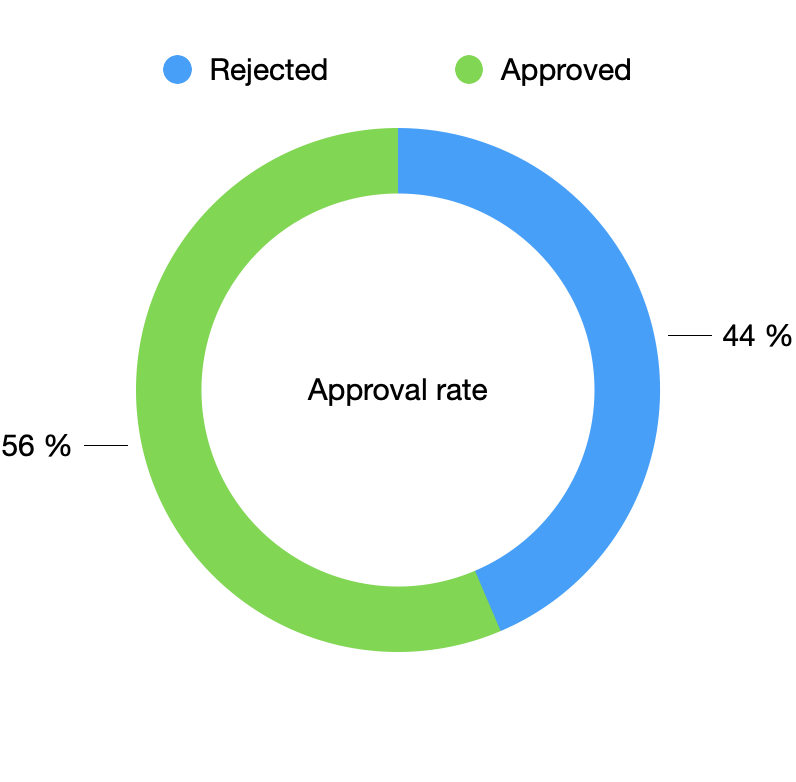 Rejected Approved
44 %
Approval rate
56 %